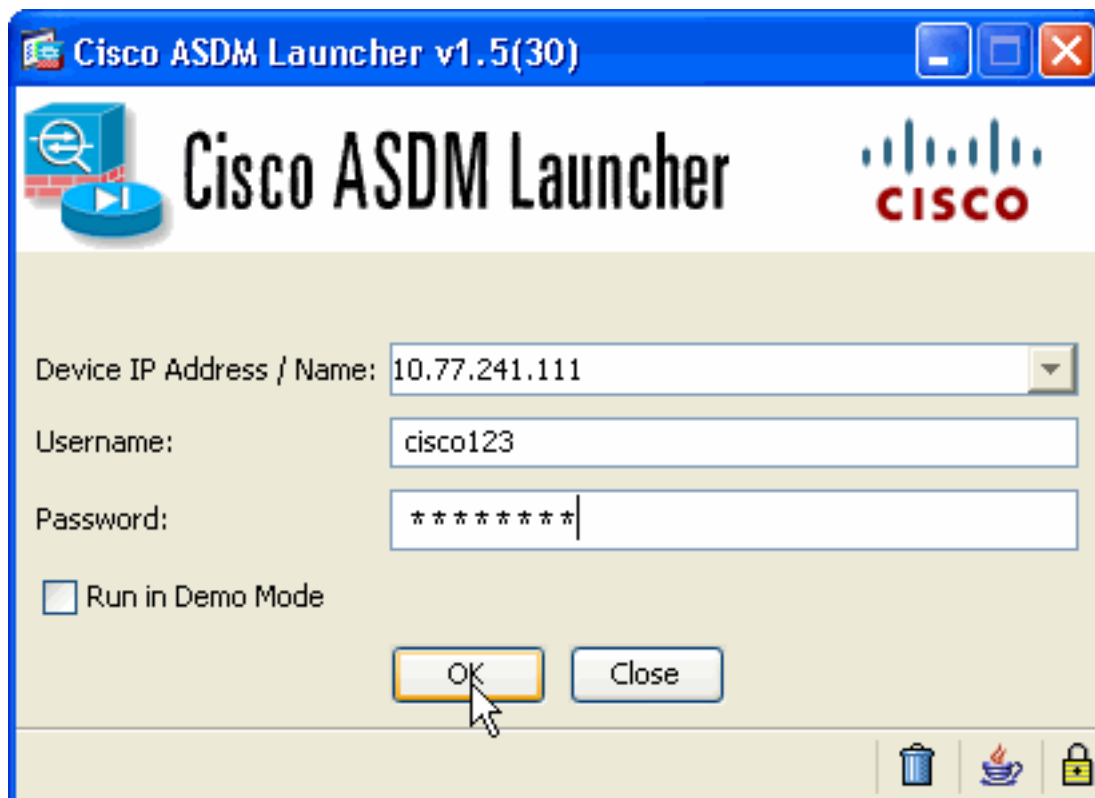 Cisco ASDM Launcher v1.5(30)
Cisco ASDM Launcher
CISCO
Device IP Address / Name: 10.77.241.111
Username: cisco123
Password: ********
Run in Demo Mode
OK Close